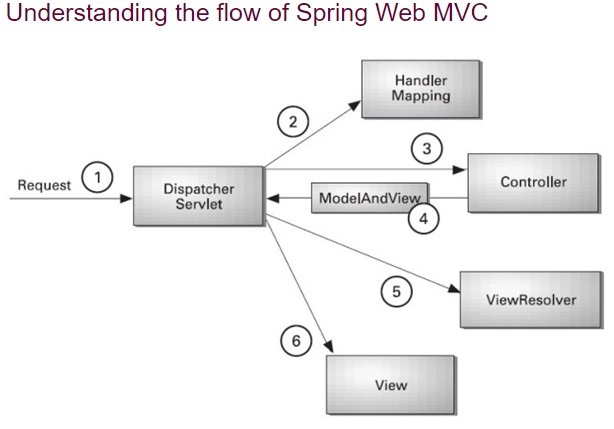 Understanding the flow of Spring Web MVC
Handler
Mapping
2
3
Request
1
Dispatcher
Servlet
ModelAndView
Controller
4
5
ViewResolver
6
View